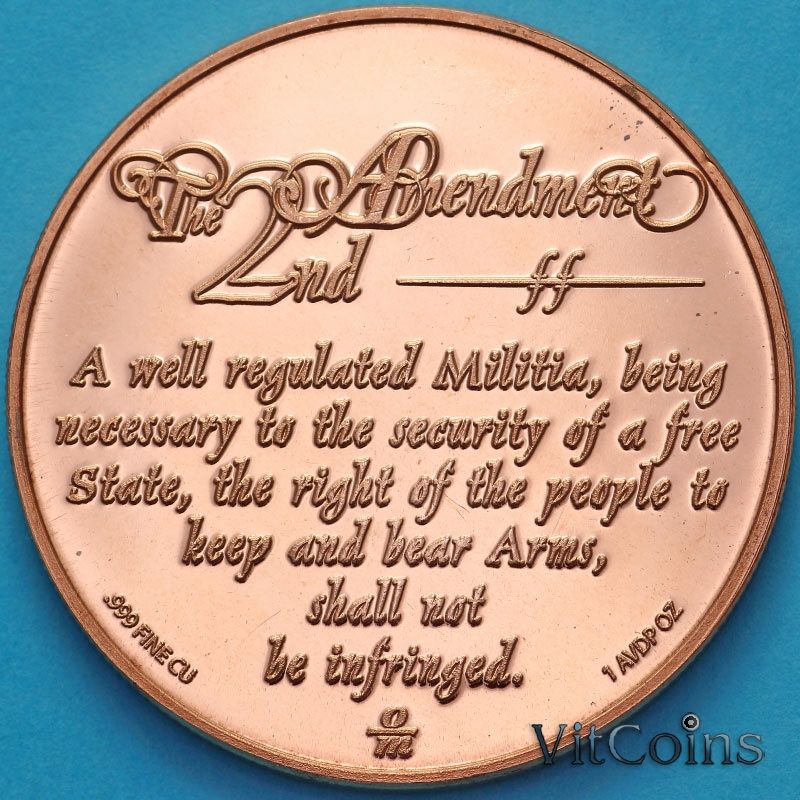 The Amendment
2nd ff
A well regulated Militia, being
necessary to the security of a free
State, the right of the people to
keep and bear Arms,
shall not
be infringed.
.999 FINE CU
1 AVDP OZ
o
m
VitCoins